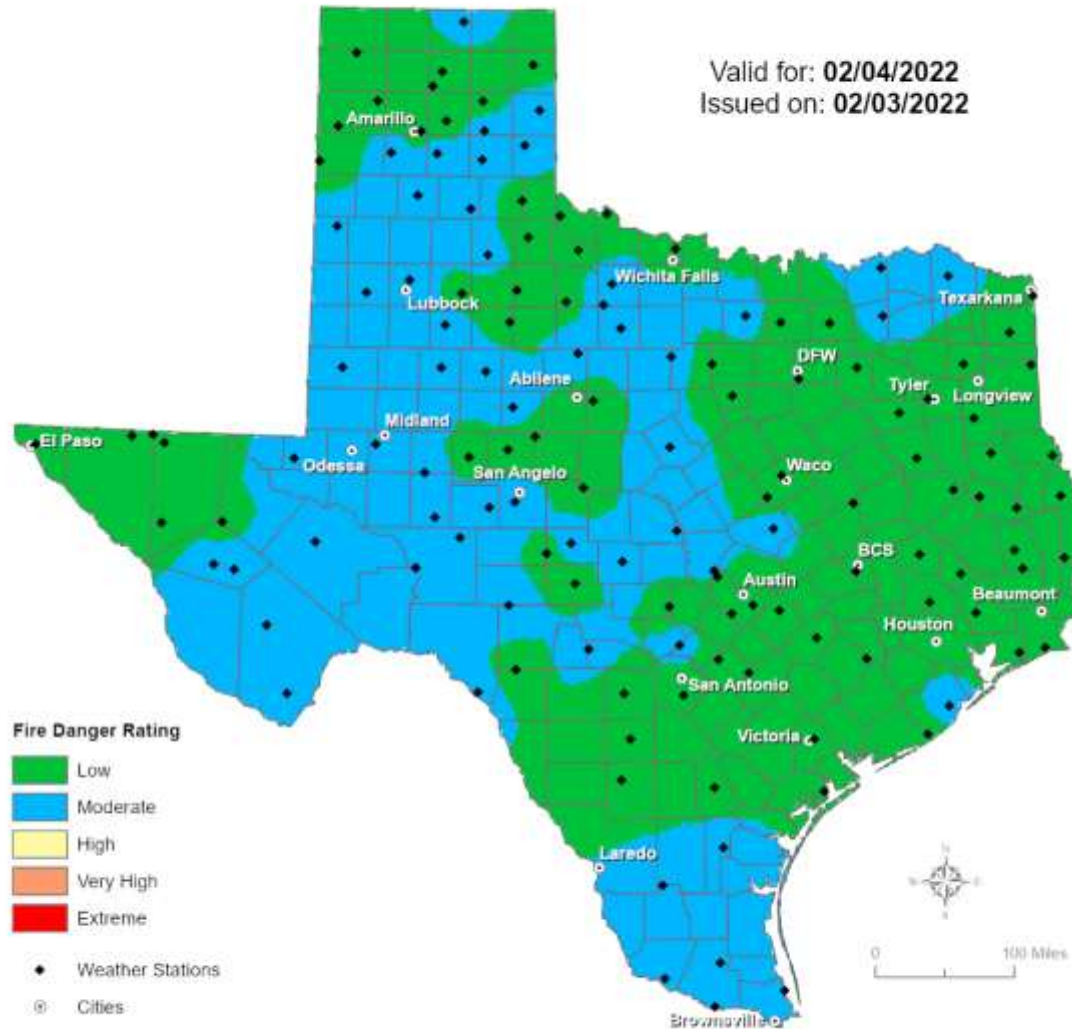 Valid for: 02/04/2022
Issued on: 02/03/2022
Amarillo
Wichita Falls
Lubbock
Texarkana
DFW
Abilene
Tyler
Longview
Midland
El Paso
Odessa
San Angelo
Waco
BCS
Austin
Beaumont
Houston
San Antonio
Victoria
Laredo
Brownsville
Fire Danger Rating
Low
Moderate
High
Very High
Extreme
Weather Stations
Cities
N
S
0 100 Miles